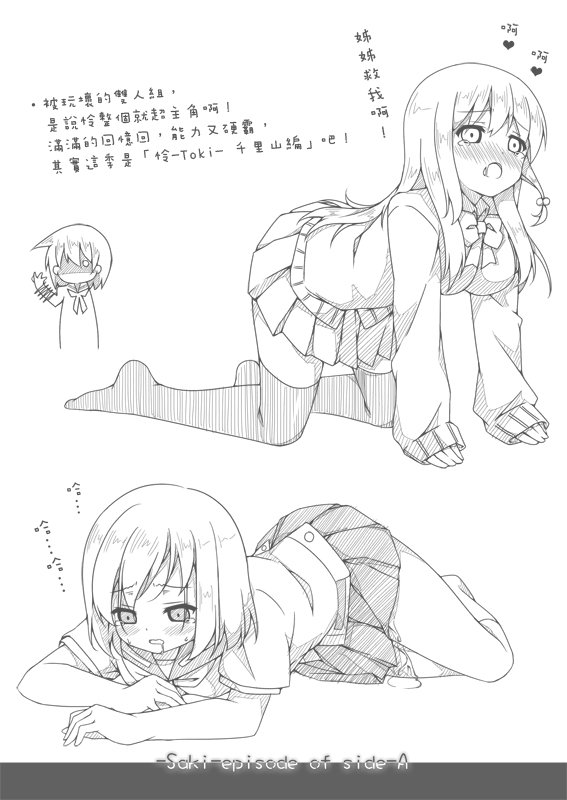 啊
♥
啊
♥
姊姊救我啊！
•被玩壞的雙人組，
是說怜整個就超主角啊！
滿滿的回憶回，能力又硬霸，
其實這季是「怜-Toki- 千里山編」吧！
哈...
哈...
哈...
-Saki-episode of side-A